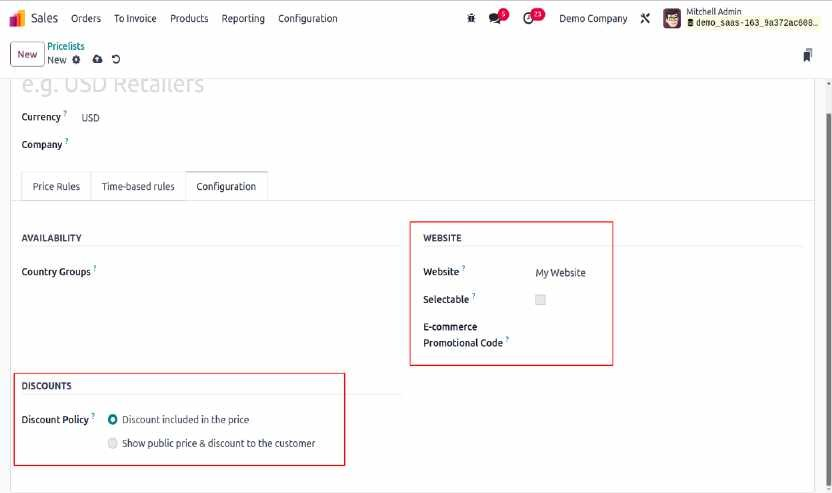 Sales Orders To Invoice Products Reporting Configuration 5 23 Demo Company Mitchell Admin
demo_saas-163_9a372ac608...
New Pricelists
New
e.g. USD Retailers
Currency ? USD
Company ?
Price Rules Time-based rules Configuration
AVAILABILITY
Country Groups ?
WEBSITE
Website ? My Website
Selectable ?
E-commerce
Promotional Code ?
DISCOUNTS
Discount Policy ? Discount included in the price
Show public price & discount to the customer